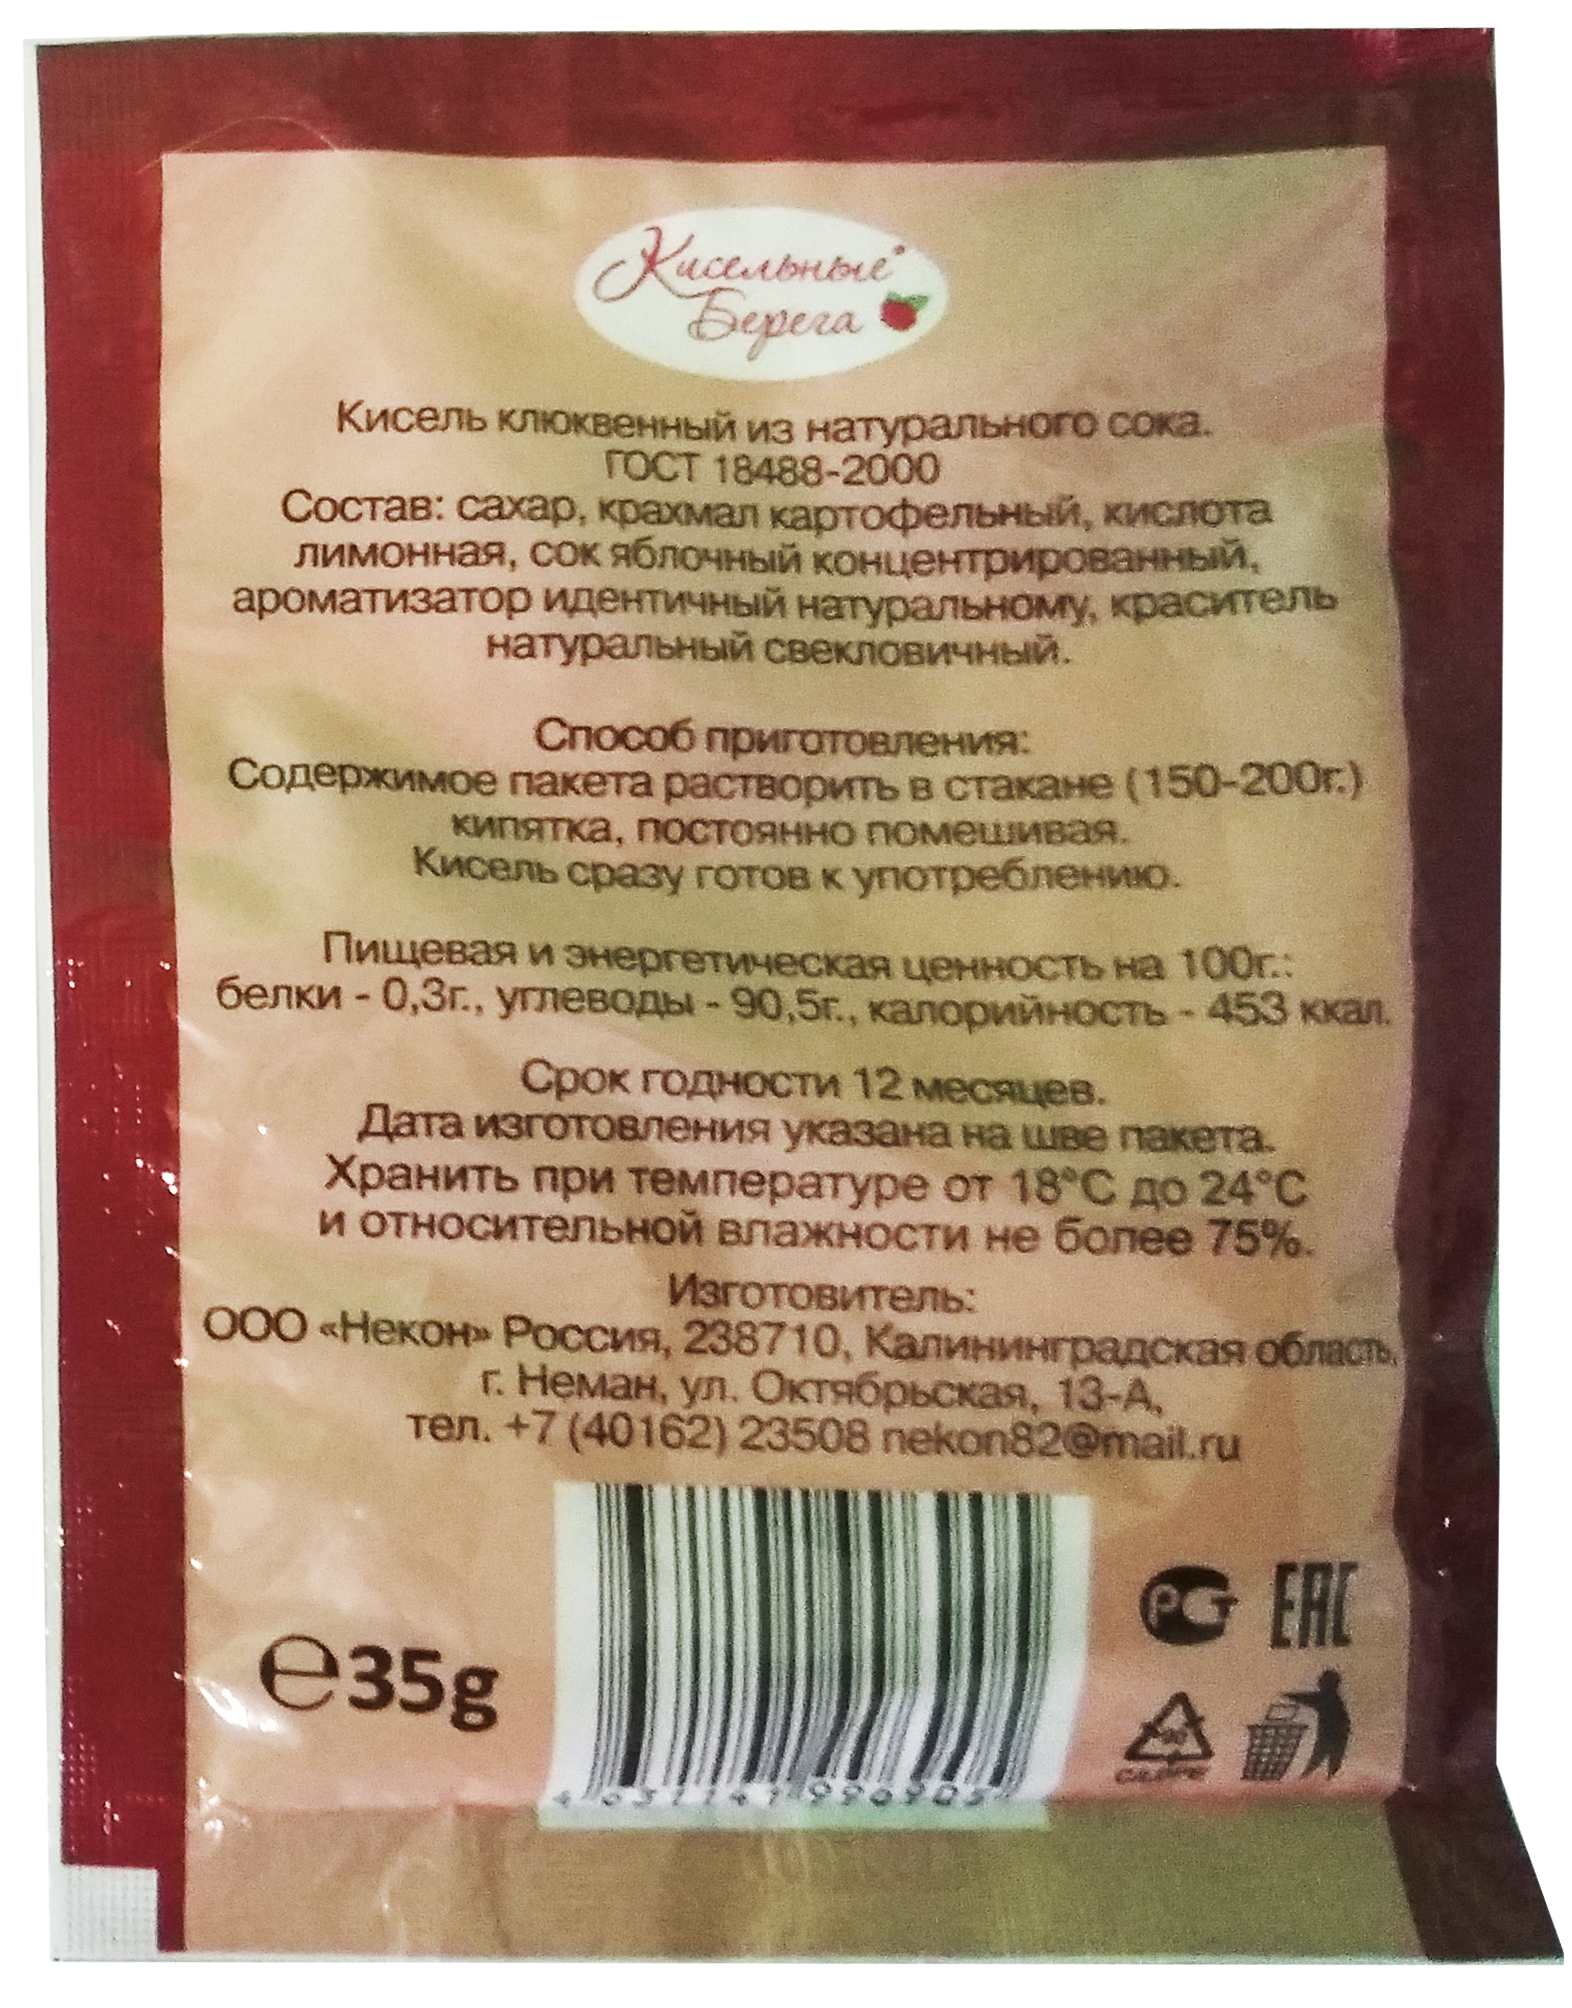 Кисельные
Берега
Кисель клюквенный из натурального сока.
ГОСТ 18488-2000
Состав: сахар, крахмал картофельный, кислота
лимонная, сок яблочный концентрированный,
ароматизатор идентичный натуральному, краситель
натуральный свекловичный.
Способ приготовления:
Содержимое пакета растворить в стакане (150-200г.)
кипятка, постоянно помешивая.
Кисель сразу готов к употреблению.
Пищевая и энергетическая ценность на 100г.:
белки - 0,3г., углеводы - 90,5г., калорийность - 453 ккал.
Срок годности 12 месяцев.
Дата изготовления указана на шве пакета.
Хранить при температуре от 18°С до 24°С
и относительной влажности не более 75%.
Изготовитель:
ООО «Некон» Россия, 238710, Калининградская область,
г. Неман, ул. Октябрьская, 13-А,
тел. +7 (40162) 23508 nekon82@mail.ru
℮35g
РСТ EAC